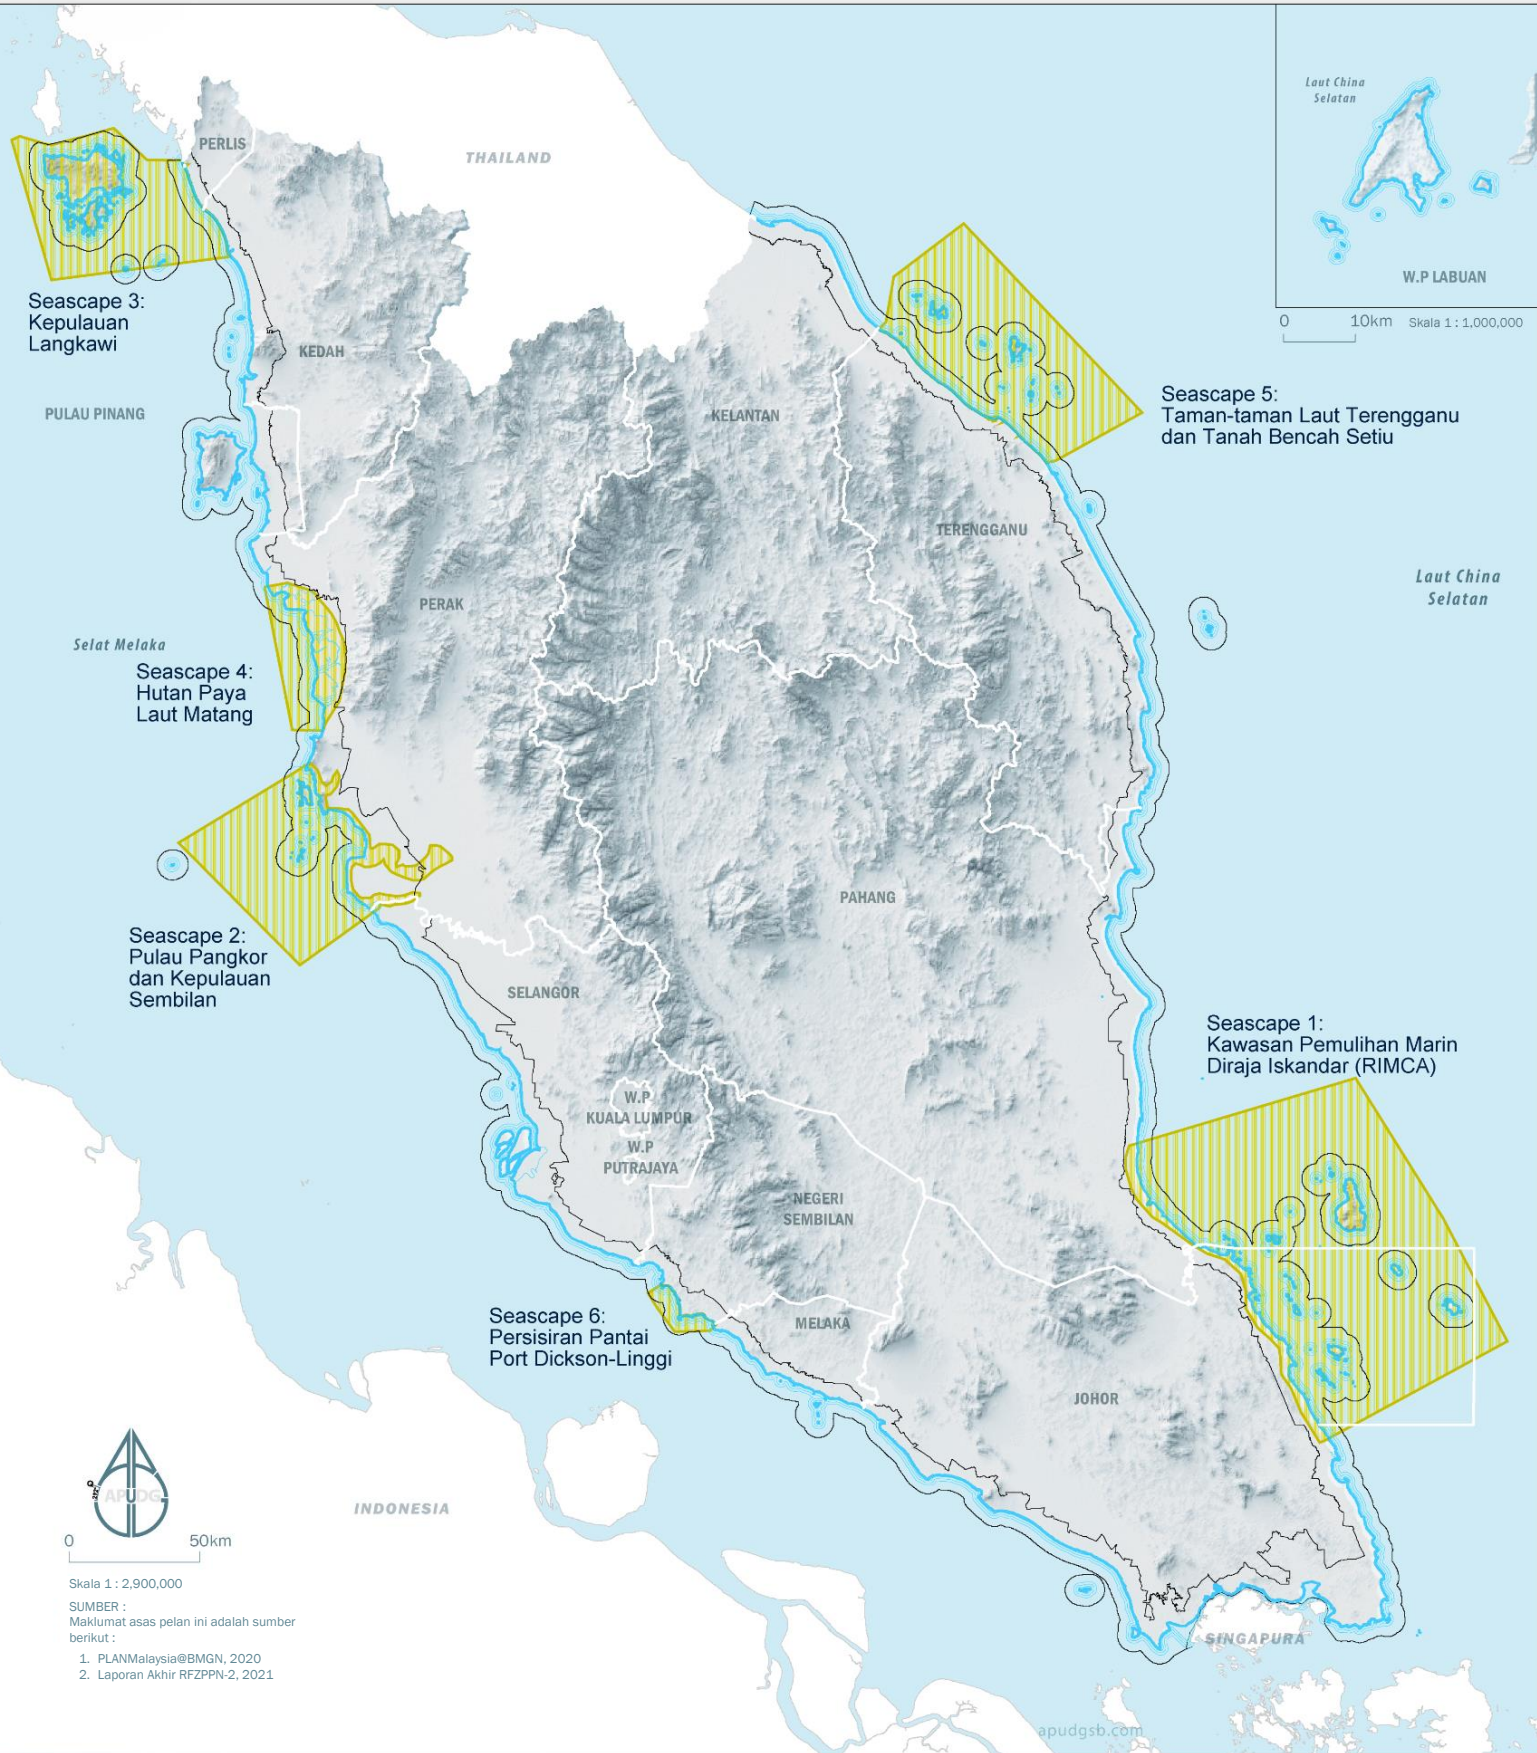 Laut China
Selatan
W.P LABUAN
0 10km Skala 1 : 1,000,000
PERLIS
THAILAND
Seascape 3:
Kepulauan
Langkawi
KEDAH
PULAU PINANG
KELANTAN
Seascape 5:
Taman-taman Laut Terengganu
dan Tanah Bencah Setiu
TERENGGANU
Laut China
Selatan
PERAK
Selat Melaka
Seascape 4:
Hutan Paya
Laut Matang
PAHANG
Seascape 2:
Pulau Pangkor
dan Kepulauan
Sembilan
SELANGOR
Seascape 1:
Kawasan Pemulihan Marin
Diraja Iskandar (RIMCA)
W.P
KUALA LUMPUR
W.P
PUTRAJAYA
NEGERI
SEMBILAN
Seascape 6:
Persisiran Pantai
Port Dickson-Linggi
MELAKA
JOHOR
APUDG
INDONESIA
0 50km
Skala 1 : 2,900,000
SUMBER :
Maklumat asas pelan ini adalah sumber
berikut :
1. PLANMalaysia@BMGN, 2020
2. Laporan Akhir RFZPPN-2, 2021
SINGAPURA
apudgsb.com